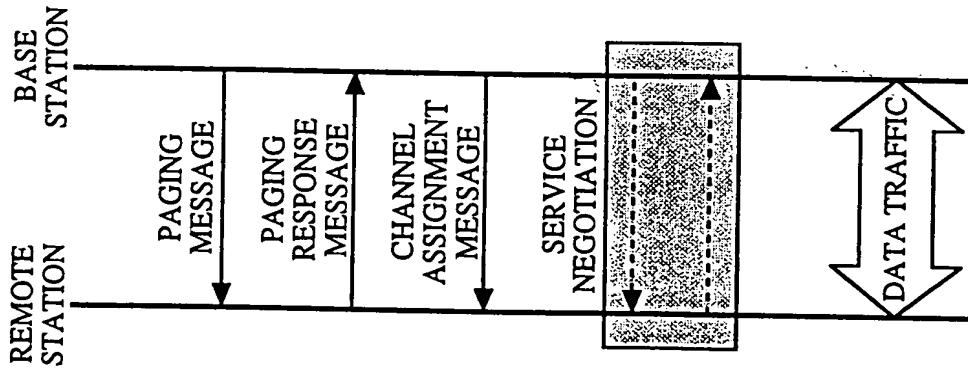 REMOTE
STATION
BASE
STATION
PAGING
MESSAGE
PAGING
RESPONSE
MESSAGE
CHANNEL
ASSIGNMENT
MESSAGE
SERVICE
NEGOTIATION
DATA TRAFFIC